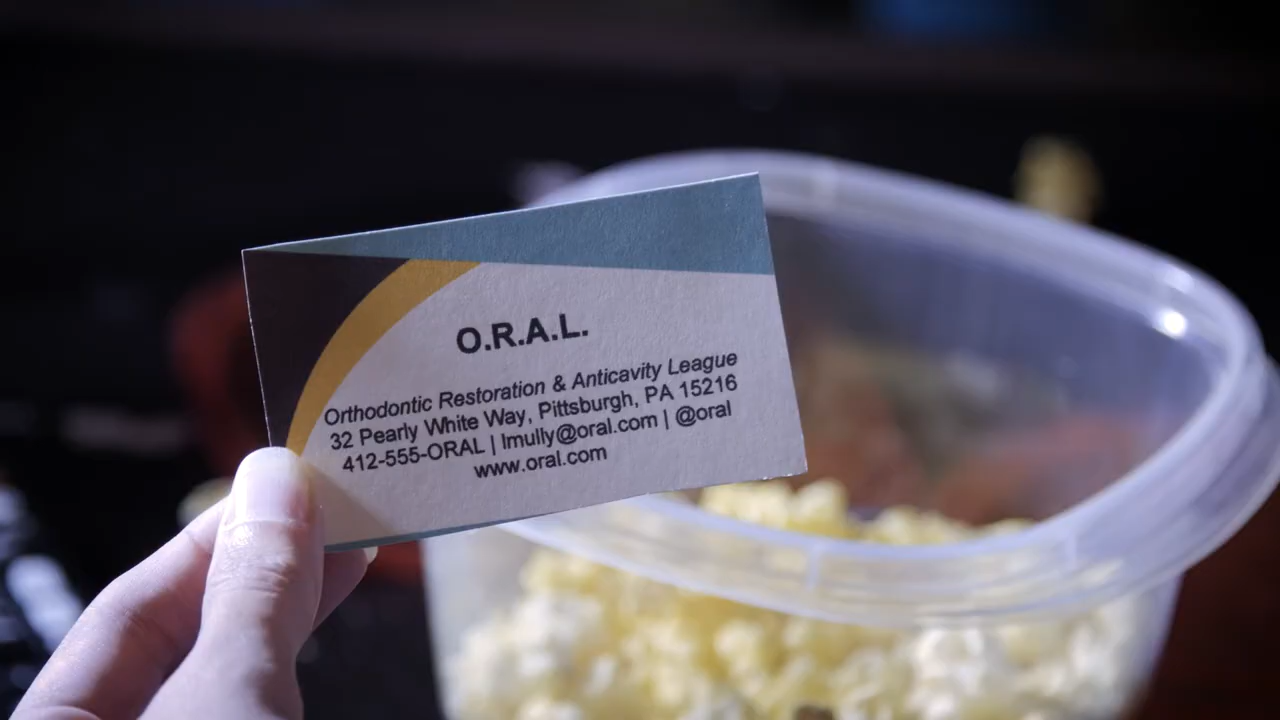 O.R.A.L.
Orthodontic Restoration & Anticavity League
32 Pearly White Way, Pittsburgh, PA 15216
412-555-ORAL | lmully@oral.com | @oral
www.oral.com